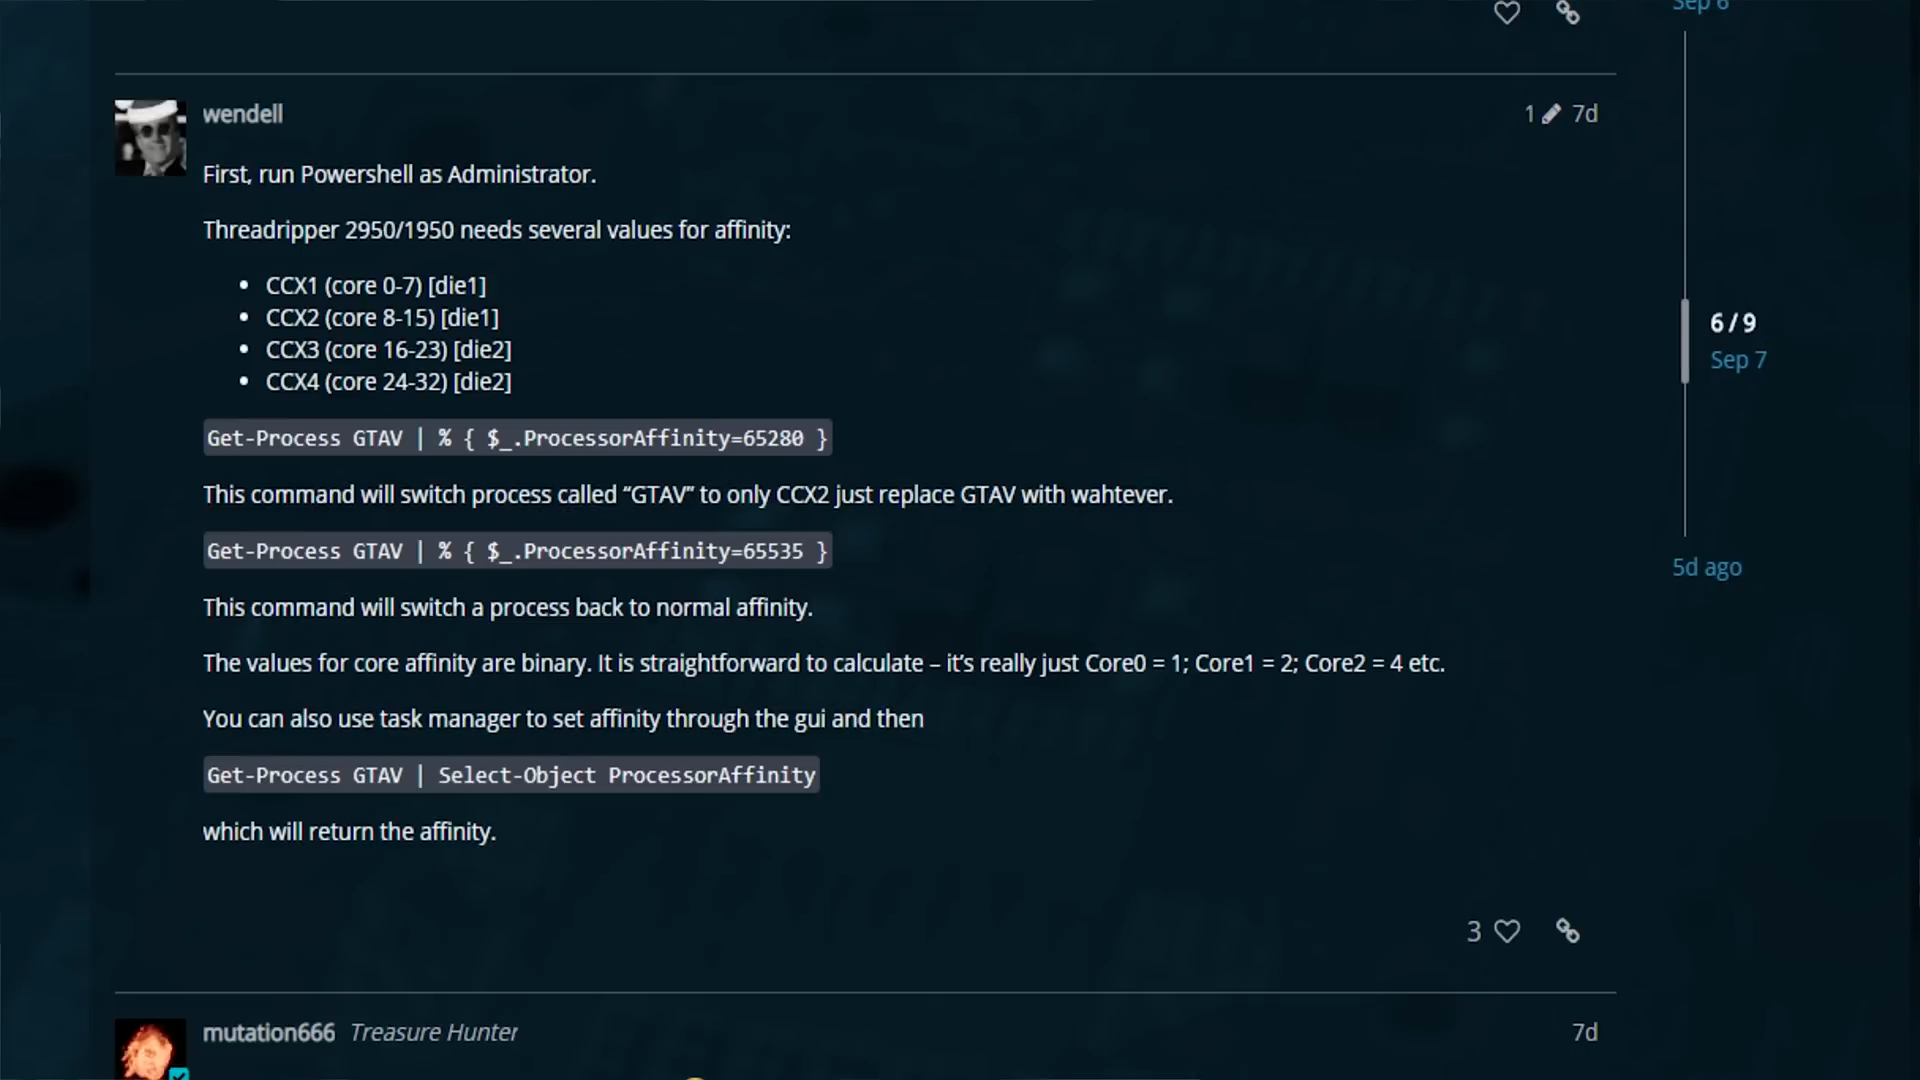 Sep 6
wendell
1 7d
First, run Powershell as Administrator.
Threadripper 2950/1950 needs several values for affinity:
• CCX1 (core 0-7) [die1]
• CCX2 (core 8-15) [die1]
• CCX3 (core 16-23) [die2]
• CCX4 (core 24-32) [die2]
Get-Process GTAV | % { $_.ProcessorAffinity=65280 }
This command will switch process called “GTAV” to only CCX2 just replace GTAV with wahtever.
Get-Process GTAV | % { $_.ProcessorAffinity=65535 }
This command will switch a process back to normal affinity.
The values for core affinity are binary. It is straightforward to calculate – it’s really just Core0 = 1; Core1 = 2; Core2 = 4 etc.
You can also use task manager to set affinity through the gui and then
Get-Process GTAV | Select-Object ProcessorAffinity
which will return the affinity.
3
6 / 9
Sep 7
5d ago
mutation666 Treasure Hunter
7d